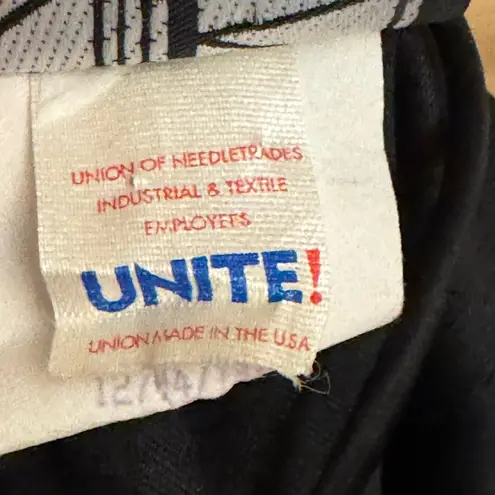 UNION OF NEEDLETRADES
INDUSTRIAL & TEXTILE
EMPLOYEES
UNITE!
UNION MADE IN THE USA